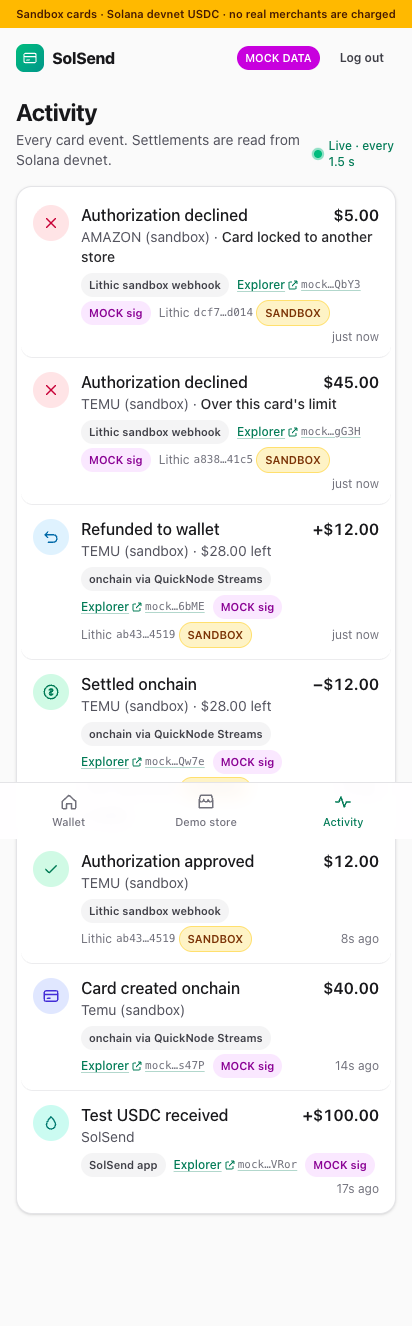 Sandbox cards · Solana devnet USDC · no real merchants are charged
SolSend
MOCK DATA
Log out
Activity
Every card event. Settlements are read from
Solana devnet.
Live · every
1.5 s
Authorization declined
$5.00
AMAZON (sandbox) · Card locked to another
store
Lithic sandbox webhook
Explorer mock…QbY3
MOCK sig
Lithic dcf7…d014
SANDBOX
just now
Authorization declined
$45.00
TEMU (sandbox) · Over this card's limit
Lithic sandbox webhook
Explorer mock…gG3H
MOCK sig
Lithic a838…41c5
SANDBOX
just now
Refunded to wallet
+$12.00
TEMU (sandbox) · $28.00 left
onchain via QuickNode Streams
Explorer mock…6bME
MOCK sig
Lithic ab43…4519
SANDBOX
just now
Settled onchain
−$12.00
TEMU (sandbox) · $28.00 left
onchain via QuickNode Streams
Explorer mock…Qw7e
MOCK sig
Wallet
Demo store
Activity
Authorization approved
$12.00
TEMU (sandbox)
Lithic sandbox webhook
Lithic ab43…4519
SANDBOX
8s ago
Card created onchain
$40.00
Temu (sandbox)
onchain via QuickNode Streams
Explorer mock…s47P
MOCK sig
14s ago
Test USDC received
+$100.00
SolSend
SolSend app
Explorer mock…VRor
MOCK sig
17s ago